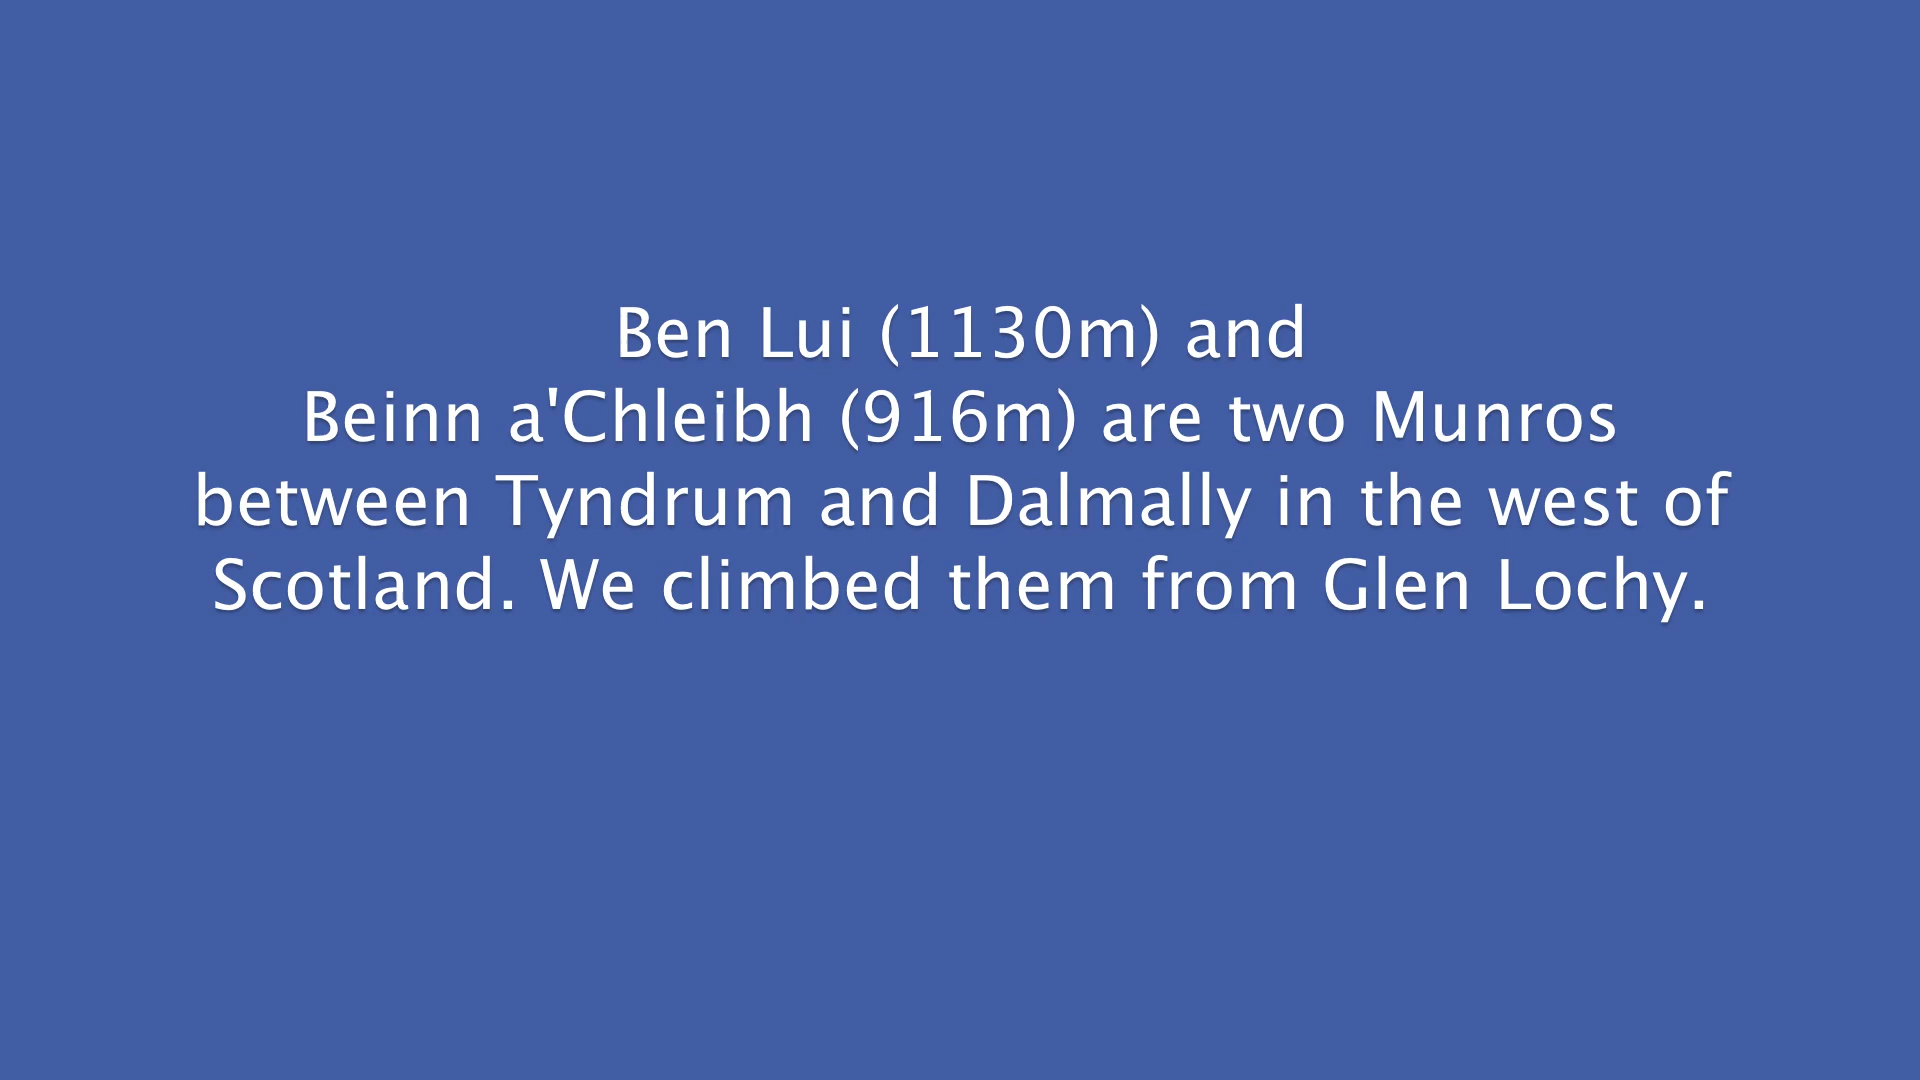 Ben Lui (1130m) and
Beinn a'Chleibh (916m) are two Munros
between Tyndrum and Dalmally in the west of
Scotland. We climbed them from Glen Lochy.